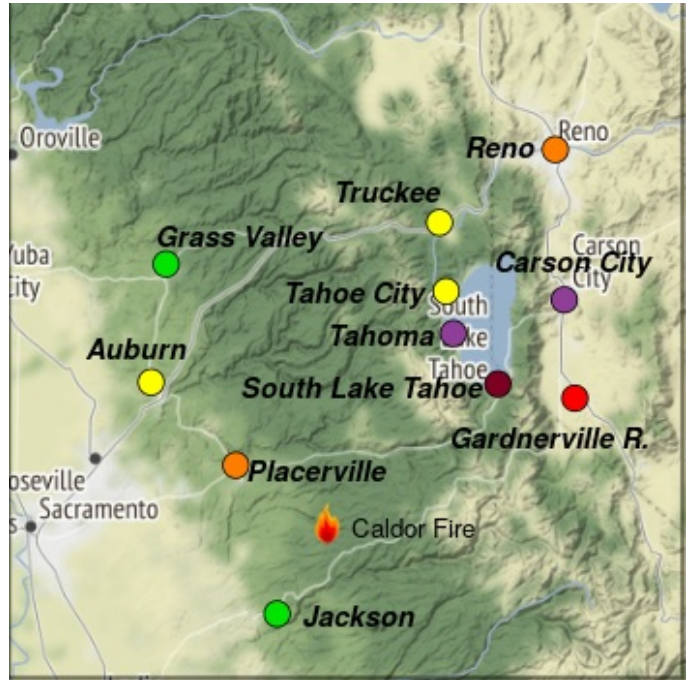 Oroville
Reno
Reno
Truckee
Grass Valley
Yuba
City
Carson
City
Carson City
Tahoe City
South
Lake
Tahoe
Tahoma
Auburn
South Lake Tahoe
Gardnerville R.
Placerville
oseville
Sacramento
s
Caldor Fire
Jackson